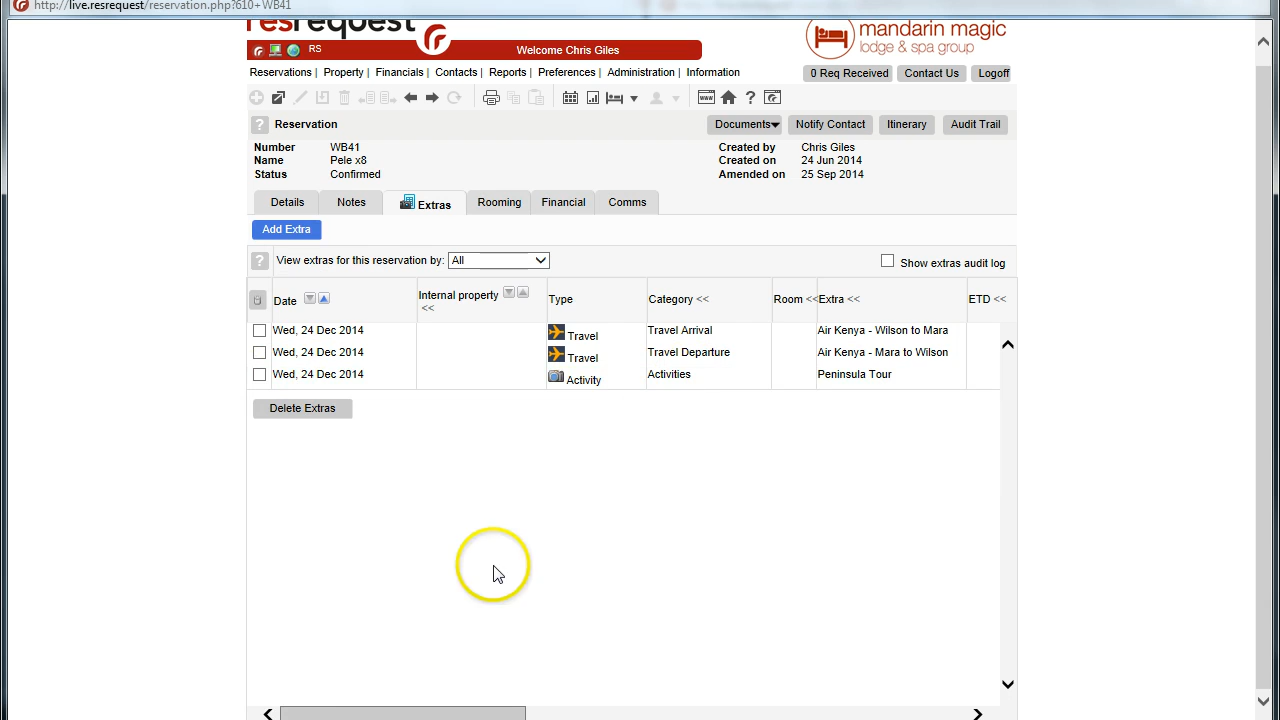 http://live.resrequest/reservation.php?610+WB41
resrequest
mandarin magic
lodge & spa group
RS
Welcome Chris Giles
Reservations | Property | Financials | Contacts | Reports | Preferences | Administration | Information
0 Req Received
Contact Us
Logoff
? Reservation
Documents
Notify Contact
Itinerary
Audit Trail
Number WB41
Name Pele x8
Status Confirmed
Created by Chris Giles
Created on 24 Jun 2014
Amended on 25 Sep 2014
Details Notes Extras Rooming Financial Comms
Add Extra
? View extras for this reservation by: All
Show extras audit log
Date Internal property << Type Category << Room << Extra << ETD <<
Wed, 24 Dec 2014 Travel Travel Arrival Air Kenya - Wilson to Mara
Wed, 24 Dec 2014 Travel Travel Departure Air Kenya - Mara to Wilson
Wed, 24 Dec 2014 Activity Activities Peninsula Tour
Delete Extras